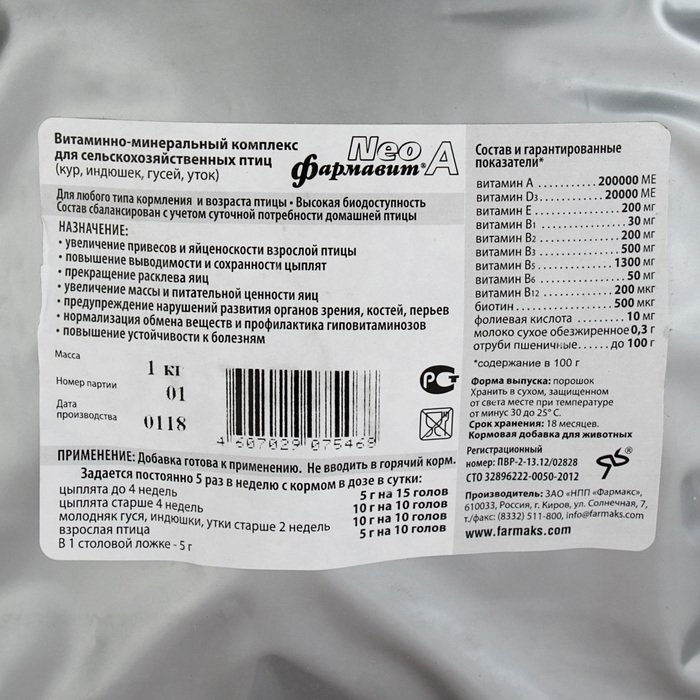 Витаминно-минеральный комплекс
для сельскохозяйственных птиц
(кур, индюшек, гусей, уток)
Neo
Фармавит® А
Для любого типа кормления и возраста птицы • Высокая биодоступность
Состав сбалансирован с учетом суточной потребности домашней птицы
НАЗНАЧЕНИЕ:
• увеличение привесов и яйценоскости взрослой птицы
• повышение выводимости и сохранности цыплят
• прекращение расклева яиц
• увеличение массы и питательной ценности яиц
• предупреждение нарушений развития органов зрения, костей, перьев
• нормализация обмена веществ и профилактика гиповитаминозов
• повышение устойчивости к болезням
Масса 1 кг
Номер партии 01
Дата
производства 0118
4 607029 075468
РСТ
ПРИМЕНЕНИЕ: Добавка готова к применению. Не вводить в горячий корм.
Задается постоянно 5 раз в неделю с кормом в дозе в сутки:
цыплята до 4 недель 5 г на 15 голов
цыплята старше 4 недель 10 г на 10 голов
молодняк гуся, индюшки, утки старше 2 недель 10 г на 10 голов
взрослая птица 5 г на 10 голов
В 1 столовой ложке - 5 г
Состав и гарантированные
показатели*
витамин А 200000 МЕ
витамин D3 20000 МЕ
витамин Е 200 мг
витамин В1 30 мг
витамин В2 200 мг
витамин В3 500 мг
витамин В5 1300 мг
витамин В6 50 мг
витамин В12 200 мкг
биотин 500 мкг
фолиевая кислота 10 мг
молоко сухое обезжиренное 0,3 г
отруби пшеничные до 100 г
*содержание в 100 г
Форма выпуска: порошок
Хранить в сухом, защищенном
от света месте при температуре
от минус 30 до 25° С.
Срок хранения: 18 месяцев.
Кормовая добавка для животных
Регистрационный
номер: ПВР-2-13.12/02828
СТО 32896222-0050-2012
Производитель: ЗАО «НПП «Фармакс»,
610033, Россия, г. Киров, ул. Солнечная, 7,
т./факс: (8332) 511-800, info@farmaks.com
www.farmaks.com